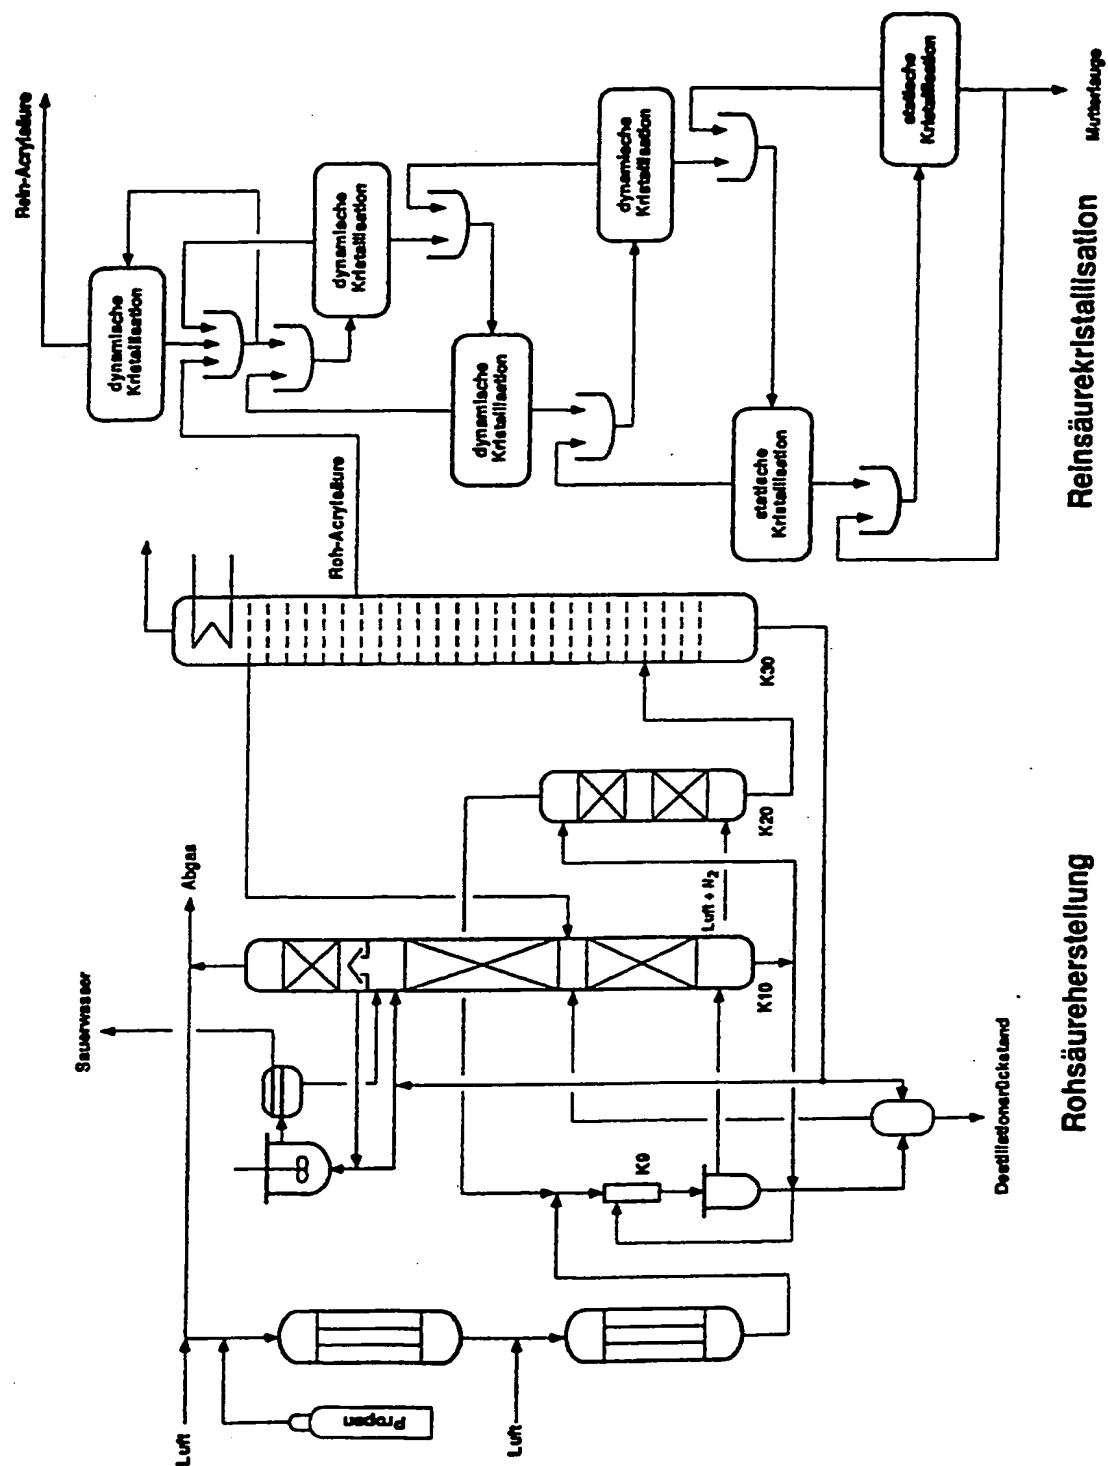 Rein-Acrylsäure
dynamische
Kristallisation
dynamische
Kristallisation
dynamische
Kristallisation
dynamische
Kristallisation
statische
Kristallisation
statische
Kristallisation
Mutterlauge
Reinsäurekristallisation
Roh-Acrylsäure
K30
K20
Luft + N2
K10
Abgas
Sauerwasser
K9
Destillationsrückstand
Rohsäureherstellung
Luft
Propen
Luft